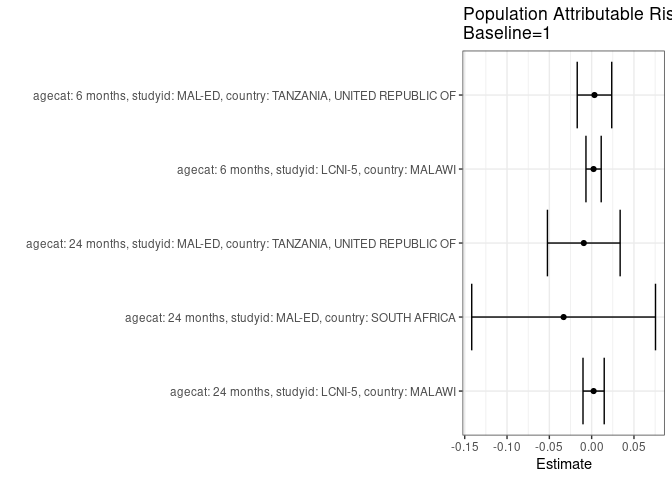 Population Attributable Ris
Baseline=1
agecat: 6 months, studyid: MAL-ED, country: TANZANIA, UNITED REPUBLIC OF
agecat: 6 months, studyid: LCNI-5, country: MALAWI
agecat: 24 months, studyid: MAL-ED, country: TANZANIA, UNITED REPUBLIC OF
agecat: 24 months, studyid: MAL-ED, country: SOUTH AFRICA
agecat: 24 months, studyid: LCNI-5, country: MALAWI
-0.15 -0.10 -0.05 0.00 0.05
Estimate